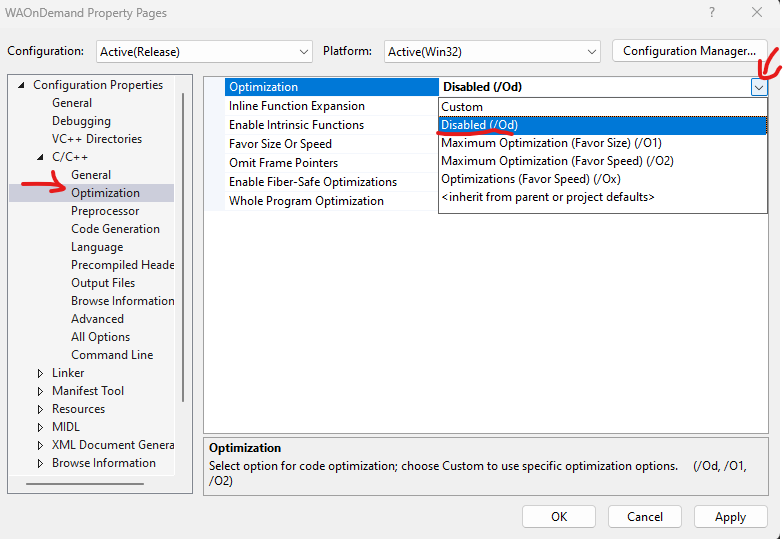 WAOnDemand Property Pages
?
Configuration: Active(Release) Platform: Active(Win32) Configuration Manager...
Configuration Properties
General
Debugging
VC++ Directories
C/C++
General
Optimization
Preprocessor
Code Generation
Language
Precompiled Heade
Output Files
Browse Information
Advanced
All Options
Command Line
Linker
Manifest Tool
Resources
MIDL
XML Document Genera
Browse Information
Optimization Disabled (/Od)
Inline Function Expansion
Enable Intrinsic Functions
Favor Size Or Speed
Omit Frame Pointers
Enable Fiber-Safe Optimizations
Whole Program Optimization
Custom
Disabled (/Od)
Maximum Optimization (Favor Size) (/O1)
Maximum Optimization (Favor Speed) (/O2)
Optimizations (Favor Speed) (/Ox)
<inherit from parent or project defaults>
Optimization
Select option for code optimization; choose Custom to use specific optimization options. (/Od, /O1,
/O2)
OK Cancel Apply